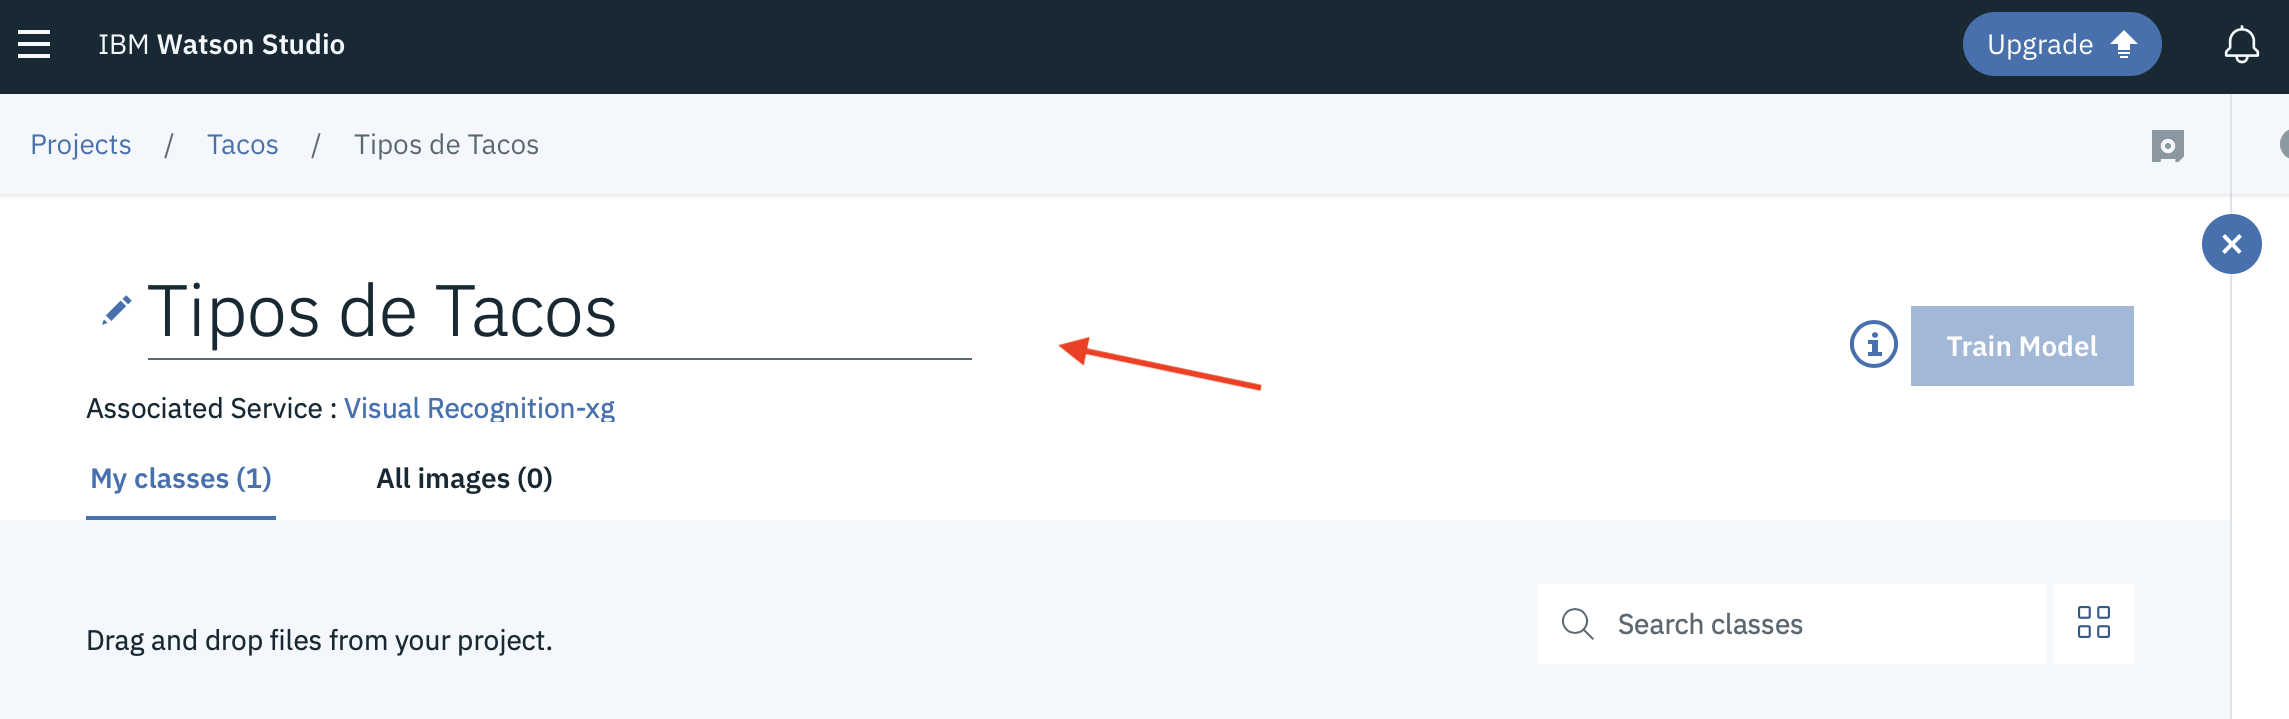 IBM Watson Studio
Upgrade
Projects / Tacos / Tipos de Tacos
Tipos de Tacos
Train Model
Associated Service : Visual Recognition-xg
My classes (1)
All images (0)
Search classes
Drag and drop files from your project.